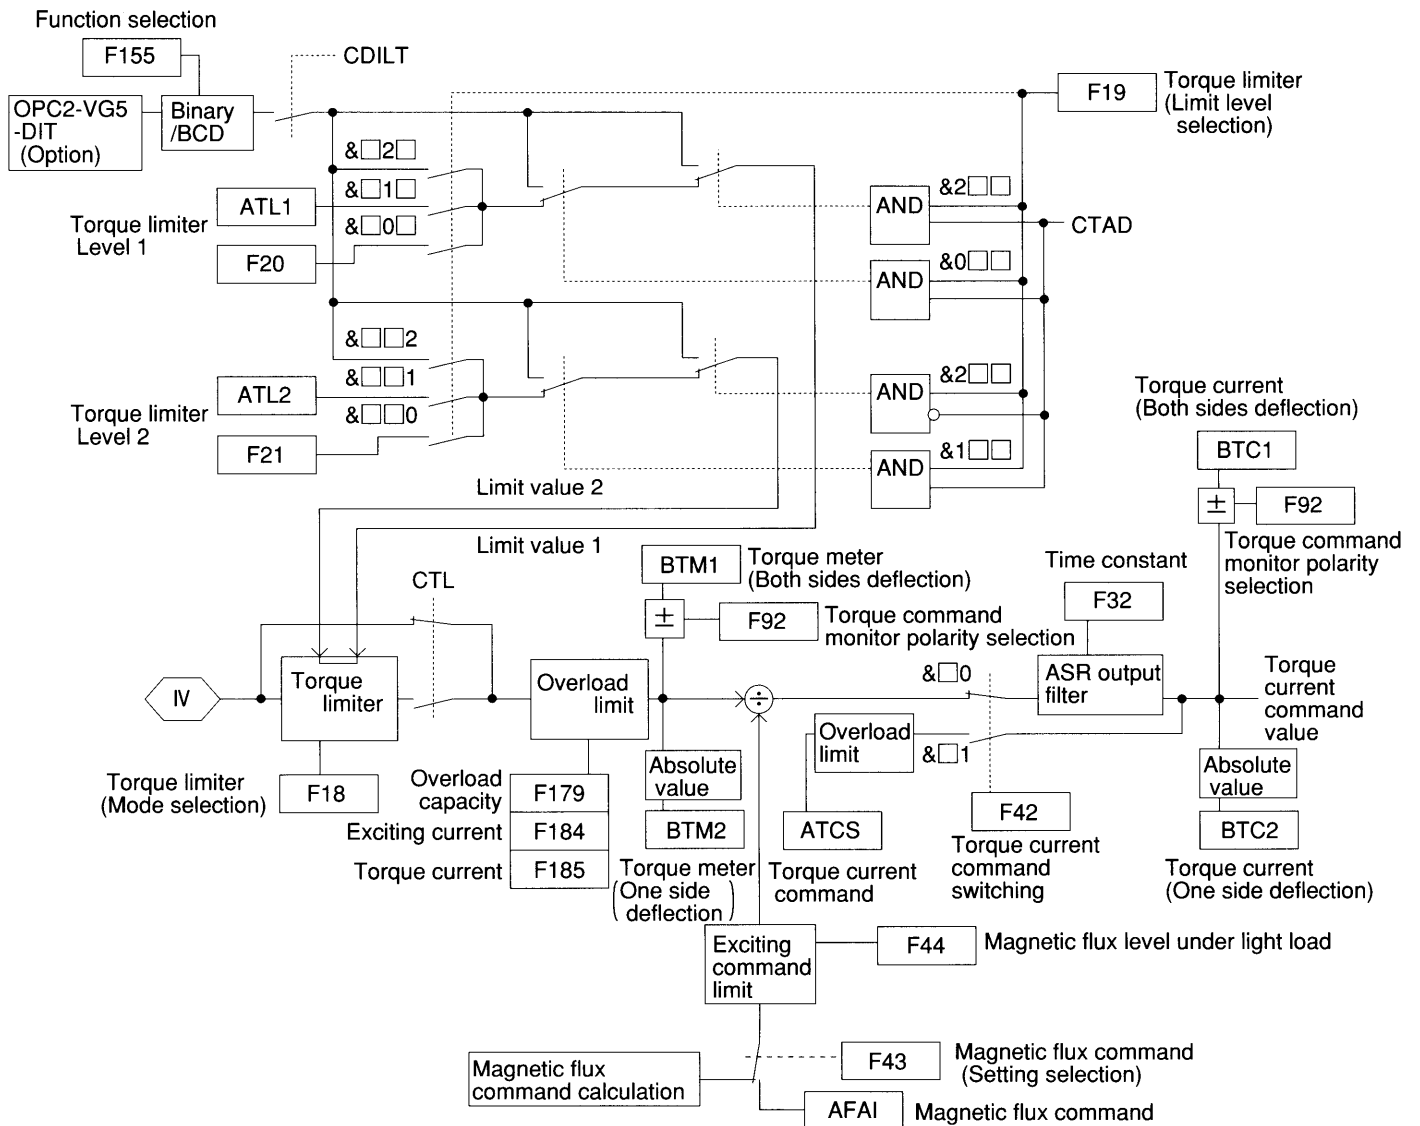 Function selection
F155
CDILT
OPC2-VG5
-DIT
(Option)
Binary
/BCD
F19
Torque limiter
(Limit level
selection)
&□2□
&□1□
&□0□
ATL1
Torque limiter
Level 1
F20
AND
&2□□
CTAD
AND
&0□□
&□□2
&□□1
&□□0
ATL2
Torque limiter
Level 2
F21
AND
&2□□
AND
&1□□
Torque current
(Both sides deflection)
BTC1
±
F92
Torque command
monitor polarity
selection
Limit value 2
Limit value 1
CTL
BTM1
Torque meter
(Both sides deflection)
±
F92
Torque command
monitor polarity selection
Time constant
F32
IV
Torque
limiter
Overload
limit
÷
&□0
ASR output
filter
Torque
current
command
value
Overload
limit
&□1
Torque limiter
(Mode selection)
F18
Overload
capacity
F179
Exciting current
F184
Torque current
F185
Absolute
value
BTM2
Torque meter
(One side
deflection)
ATCS
Torque current
command
F42
Torque current
command
switching
Absolute
value
BTC2
Torque current
(One side deflection)
Exciting
command
limit
F44
Magnetic flux level under light load
Magnetic flux
command calculation
F43
Magnetic flux command
(Setting selection)
AFAI
Magnetic flux command